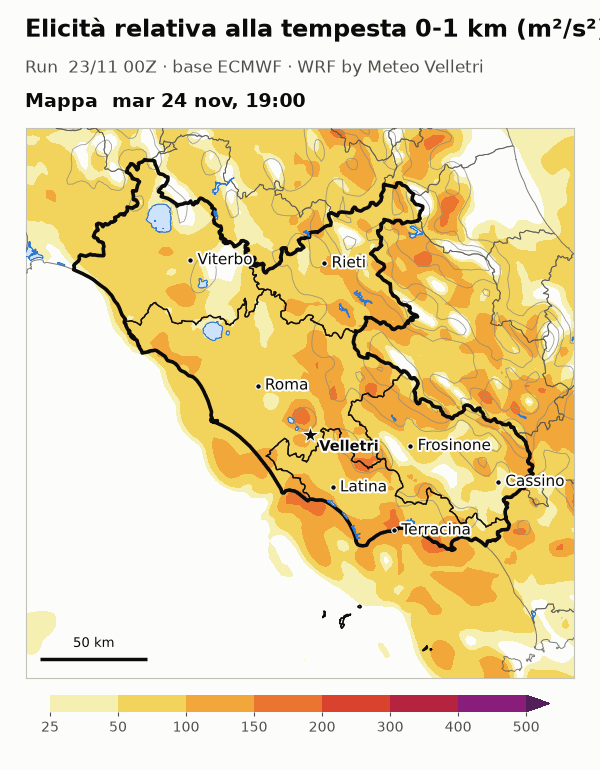 Elicità relativa alla tempesta 0-1 km (m²/s²)
Run 23/11 00Z · base ECMWF · WRF by Meteo Velletri
Mappa mar 24 nov, 19:00
Viterbo
Rieti
Roma
Velletri
Frosinone
Cassino
Latina
Terracina
50 km
25 50 100 150 200 300 400 500